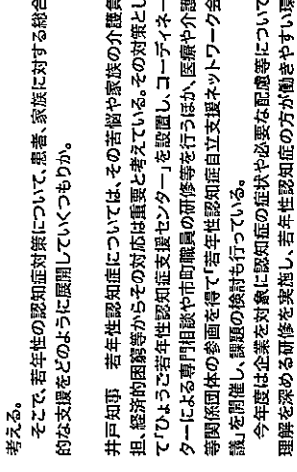 考える。
そこで、若年性の認知症対策について、患者、家族に対する総合
的な支援をどのように展開していくつもりか。
井戸知事　若年性認知症については、その苦悩や家族の介護負
担、経済的困窮等からその対応は重要と考えている。その対策とし
て「ひょうご若年性認知症支援センター」を設置し、コーディネー
ターによる専門相談や市町職員の研修等を行うほか、医療や介護
等関係団体の参画を得て「若年性認知症自立支援ネットワーク会
議」を開催し、課題の検討も行っている。
今年度は企業を対象に認知症の症状や必要な配慮等について
理解を深める研修を実施し、若年性認知症の方が働きやすい環